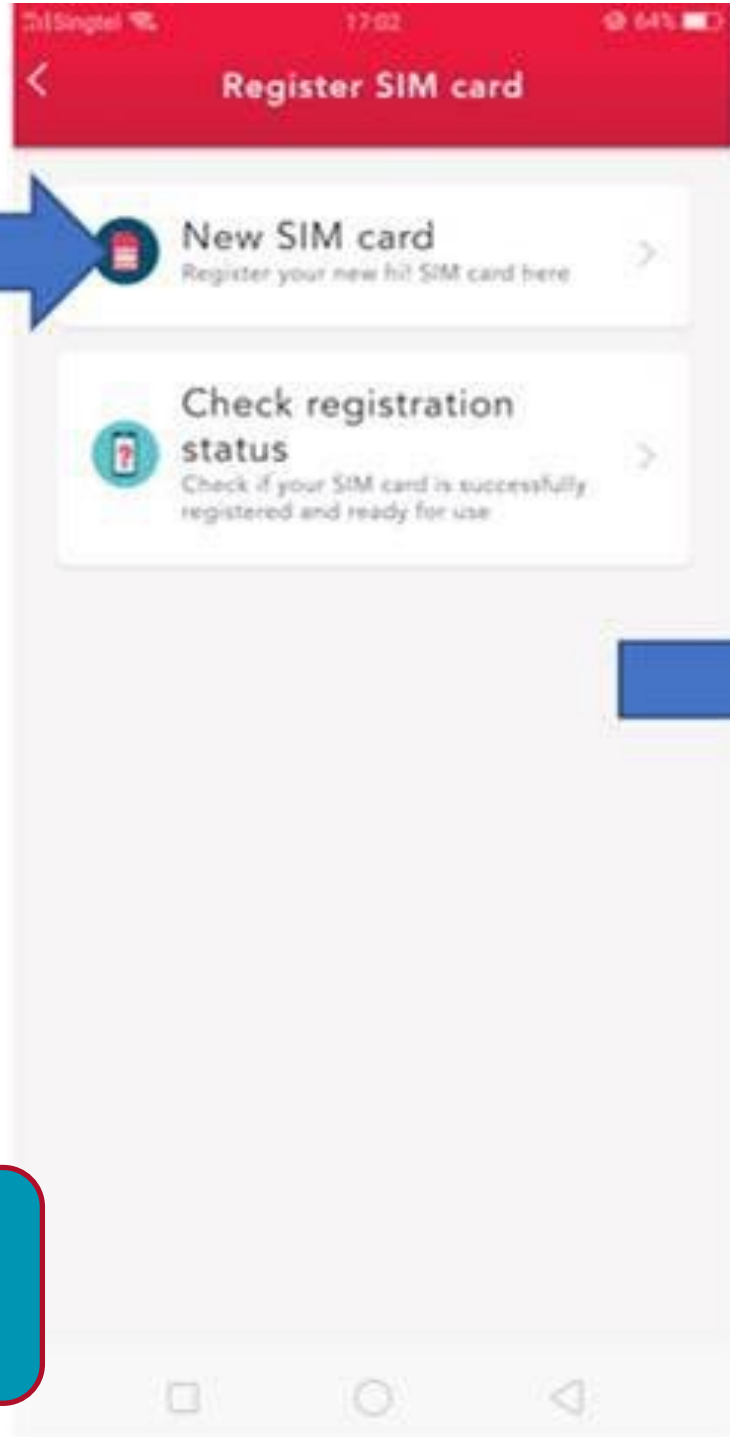 Singtel 17:02 64%
Register SIM card
New SIM card
Register your new hi! SIM card here
Check registration
status
Check if your SIM card is successfully
registered and ready for use